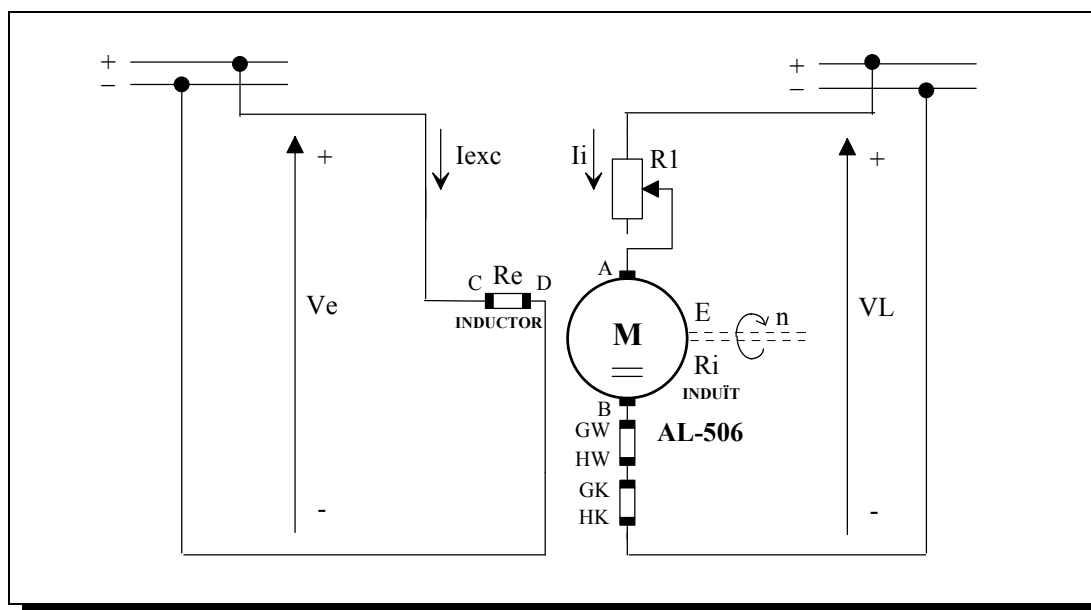 +
−
+
−
+
Iexc
Ii
R1
+
C
Re
D
A
Ve
INDUCTOR
E
n
VL
M
Ri
INDUÏT
B
GW
AL-506
HW
GK
HK
-
-